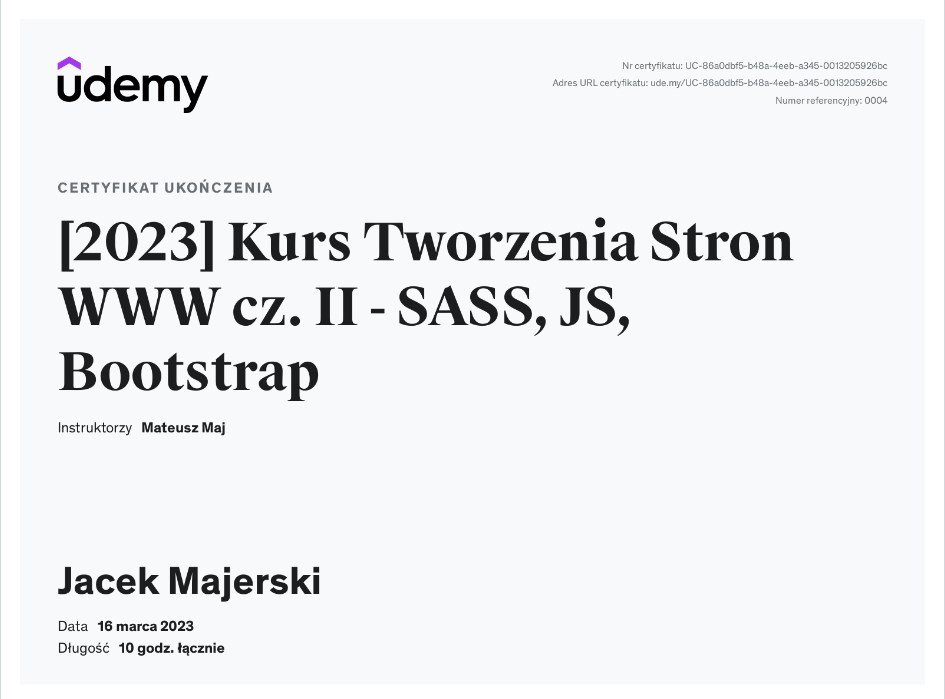 udemy
Nr certyfikatu: UC-86a0dbf5-b48a-4eeb-a345-0013205926bc
Adres URL certyfikatu: ude.my/UC-86a0dbf5-b48a-4eeb-a345-0013205926bc
Numer referencyjny: 0004
CERTYFIKAT UKOŃCZENIA
[2023] Kurs Tworzenia Stron
WWW cz. II - SASS, JS,
Bootstrap
Instruktorzy Mateusz Maj
Jacek Majerski
Data 16 marca 2023
Długość 10 godz. łącznie